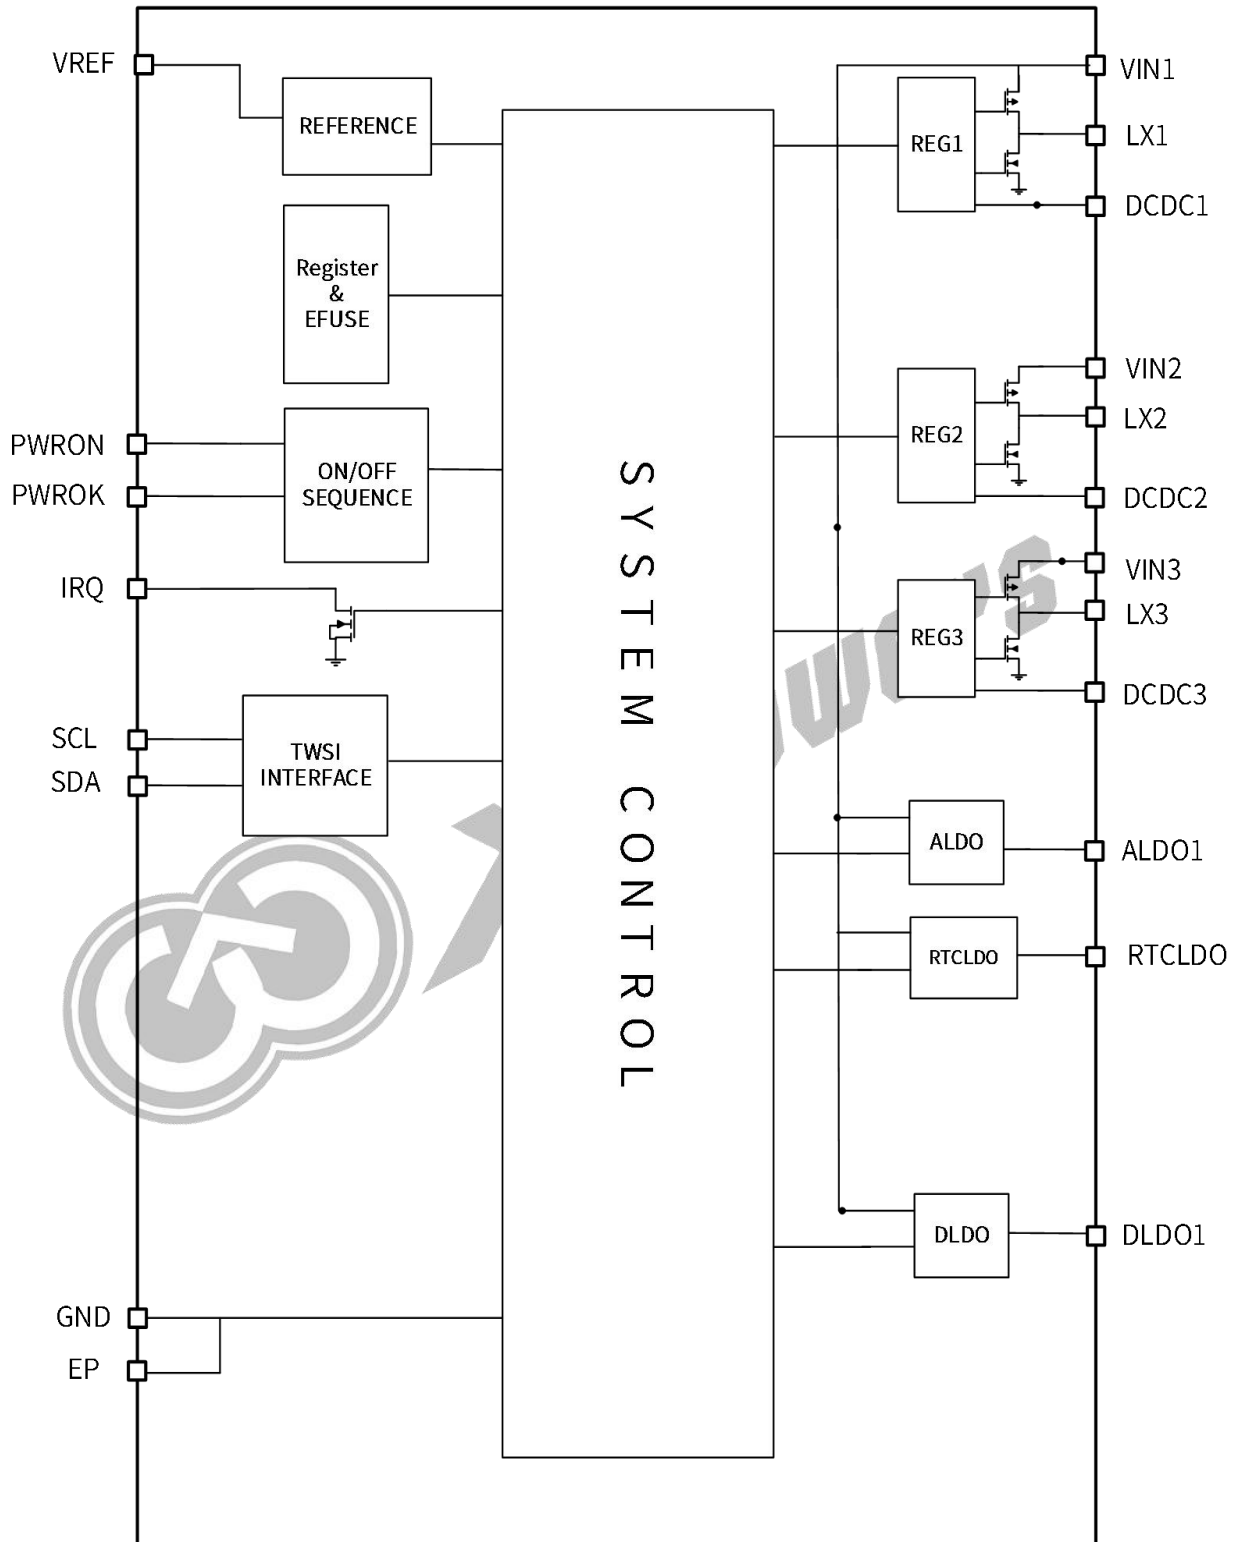 VREF
REFERENCE
Register
&
EFUSE
PWRON
PWROK
ON/OFF
SEQUENCE
IRQ
SCL
SDA
TWSI
INTERFACE
GND
EP
SYSTEM CONTROL
REG1
VIN1
LX1
DCDC1
REG2
VIN2
LX2
DCDC2
REG3
VIN3
LX3
DCDC3
ALDO
ALDO1
RTCLDO
RTCLDO
DLDO
DLDO1